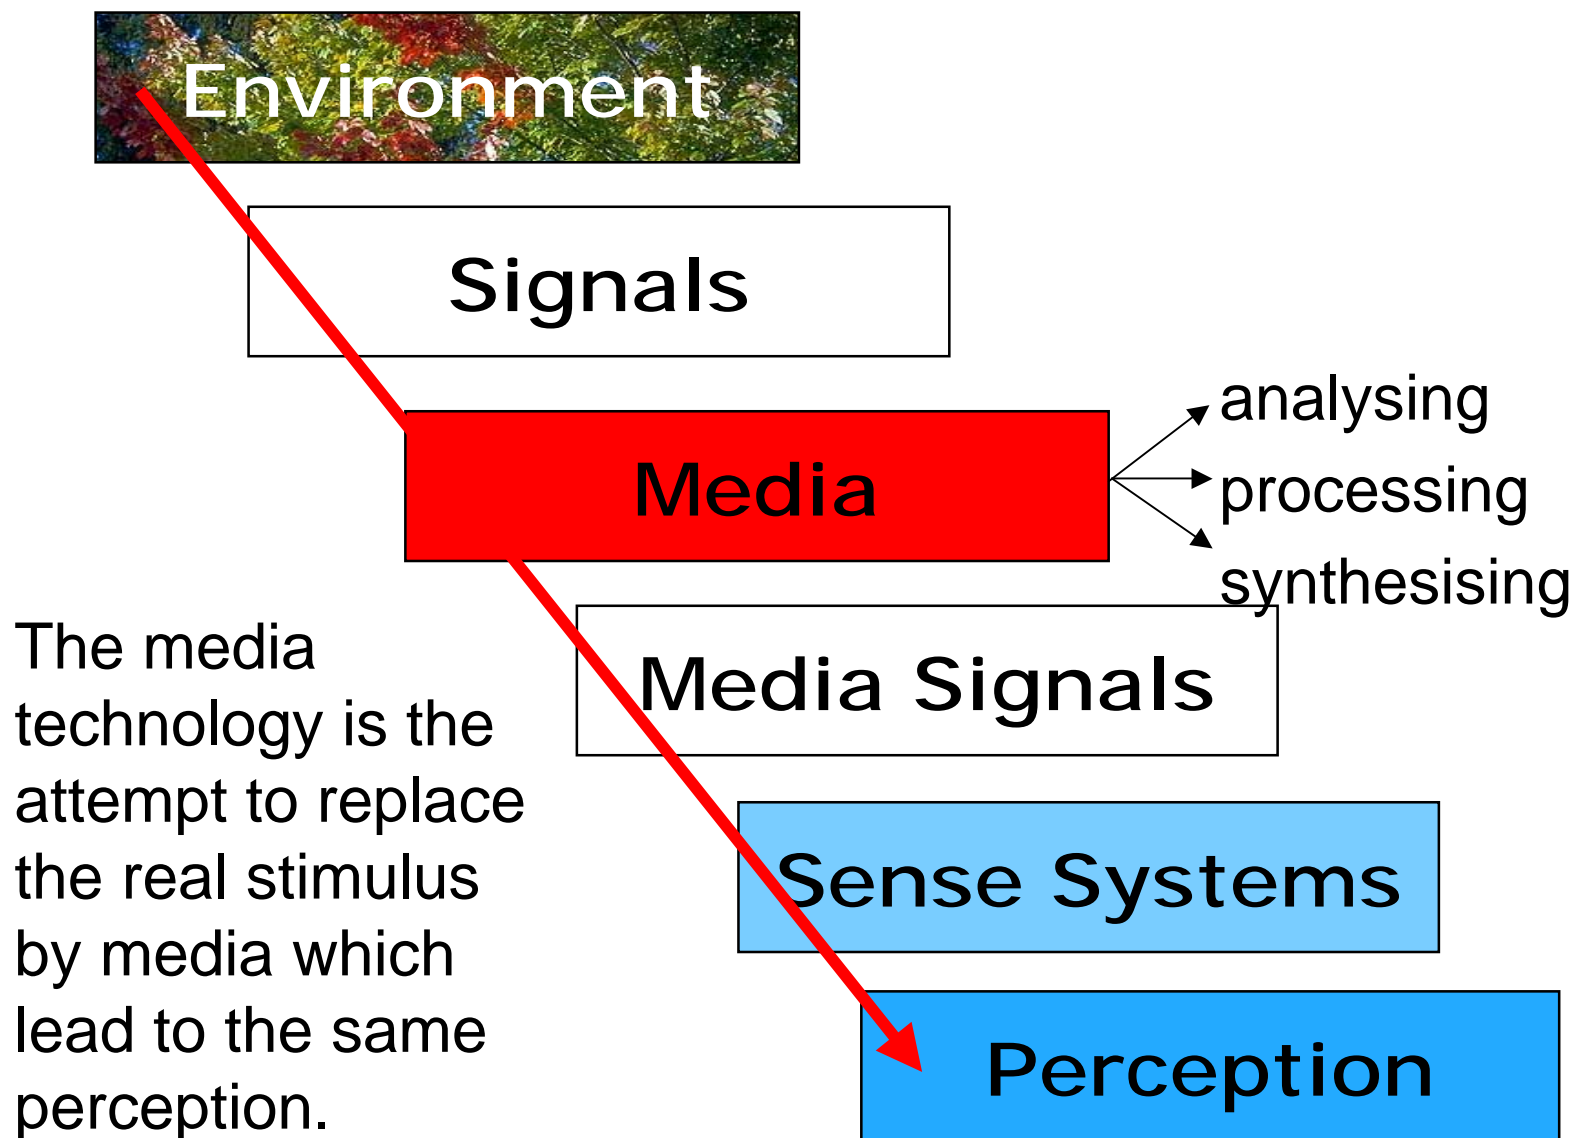 Environment
Signals
Media
analysing
processing
synthesising
Media Signals
Sense Systems
Perception
The media
technology is the
attempt to replace
the real stimulus
by media which
lead to the same
perception.